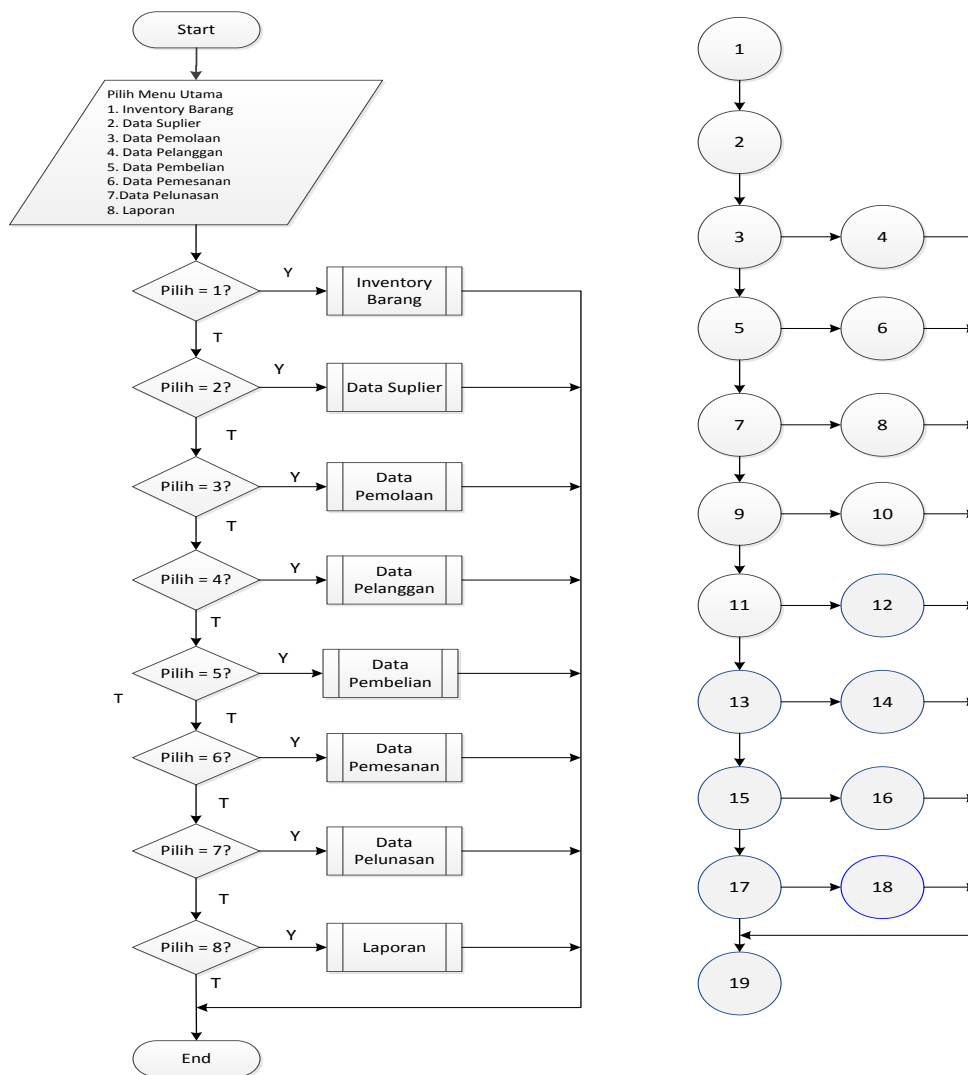 Start
Pilih Menu Utama
1. Inventory Barang
2. Data Suplier
3. Data Pemolaan
4. Data Pelanggan
5. Data Pembelian
6. Data Pemesanan
7.Data Pelunasan
8. Laporan
Pilih = 1?
Y
Inventory
Barang
T
Pilih = 2?
Y
Data Suplier
T
Pilih = 3?
Y
Data
Pemolaan
T
Pilih = 4?
Y
Data
Pelanggan
T
Pilih = 5?
Y
Data
Pembelian
T
T
Pilih = 6?
Y
Data
Pemesanan
T
Pilih = 7?
Y
Data
Pelunasan
T
Pilih = 8?
Y
Laporan
T
End
1
2
3
4
5
6
7
8
9
10
11
12
13
14
15
16
17
18
19